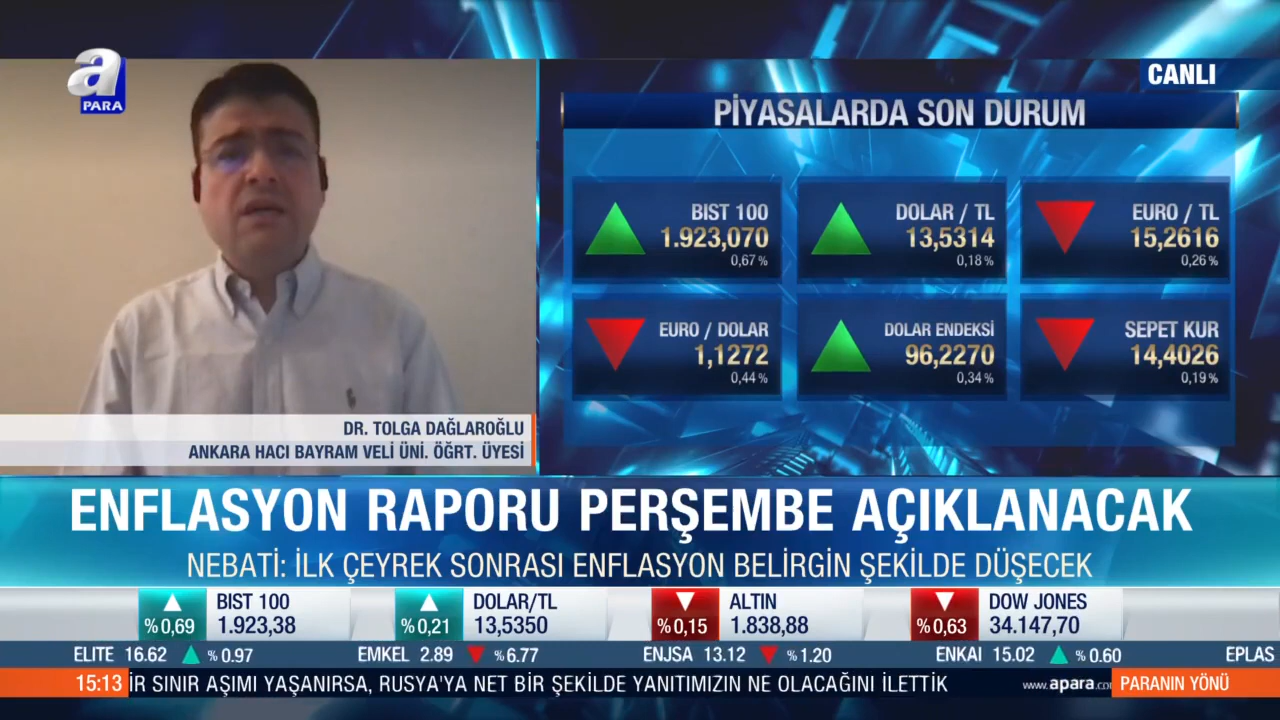 a
PARA
CANLI
PİYASALARDA SON DURUM
BIST 100
1.923,070
0,67 %
DOLAR / TL
13,5314
0,18 %
EURO / TL
15,2616
0,26 %
EURO / DOLAR
1,1272
0,44 %
DOLAR ENDEKSİ
96,2270
0,34 %
SEPET KUR
14,4026
0,19 %
DR. TOLGA DAĞLAROĞLU
ANKARA HACI BAYRAM VELİ ÜNİ. ÖĞRT. ÜYESİ
ENFLASYON RAPORU PERŞEMBE AÇIKLANACAK
NEBATİ: İLK ÇEYREK SONRASI ENFLASYON BELİRGİN ŞEKİLDE DÜŞECEK
% 0,69 BIST 100 1.923,38
% 0,21 DOLAR/TL 13,5350
% 0,15 ALTIN 1.838,88
% 0,63 DOW JONES 34.147,70
ELITE 16.62 % 0.97 EMKEL 2.89 % 6.77 ENJSA 13.12 % 1.20 ENKAI 15.02 % 0.60 EPLAS
15:13 İR SINIR AŞIMI YAŞANIRSA, RUSYA'YA NET BİR ŞEKİLDE YANITIMIZIN NE OLACAĞINI İLETTİK www.apara.com PARANIN YÖNÜ